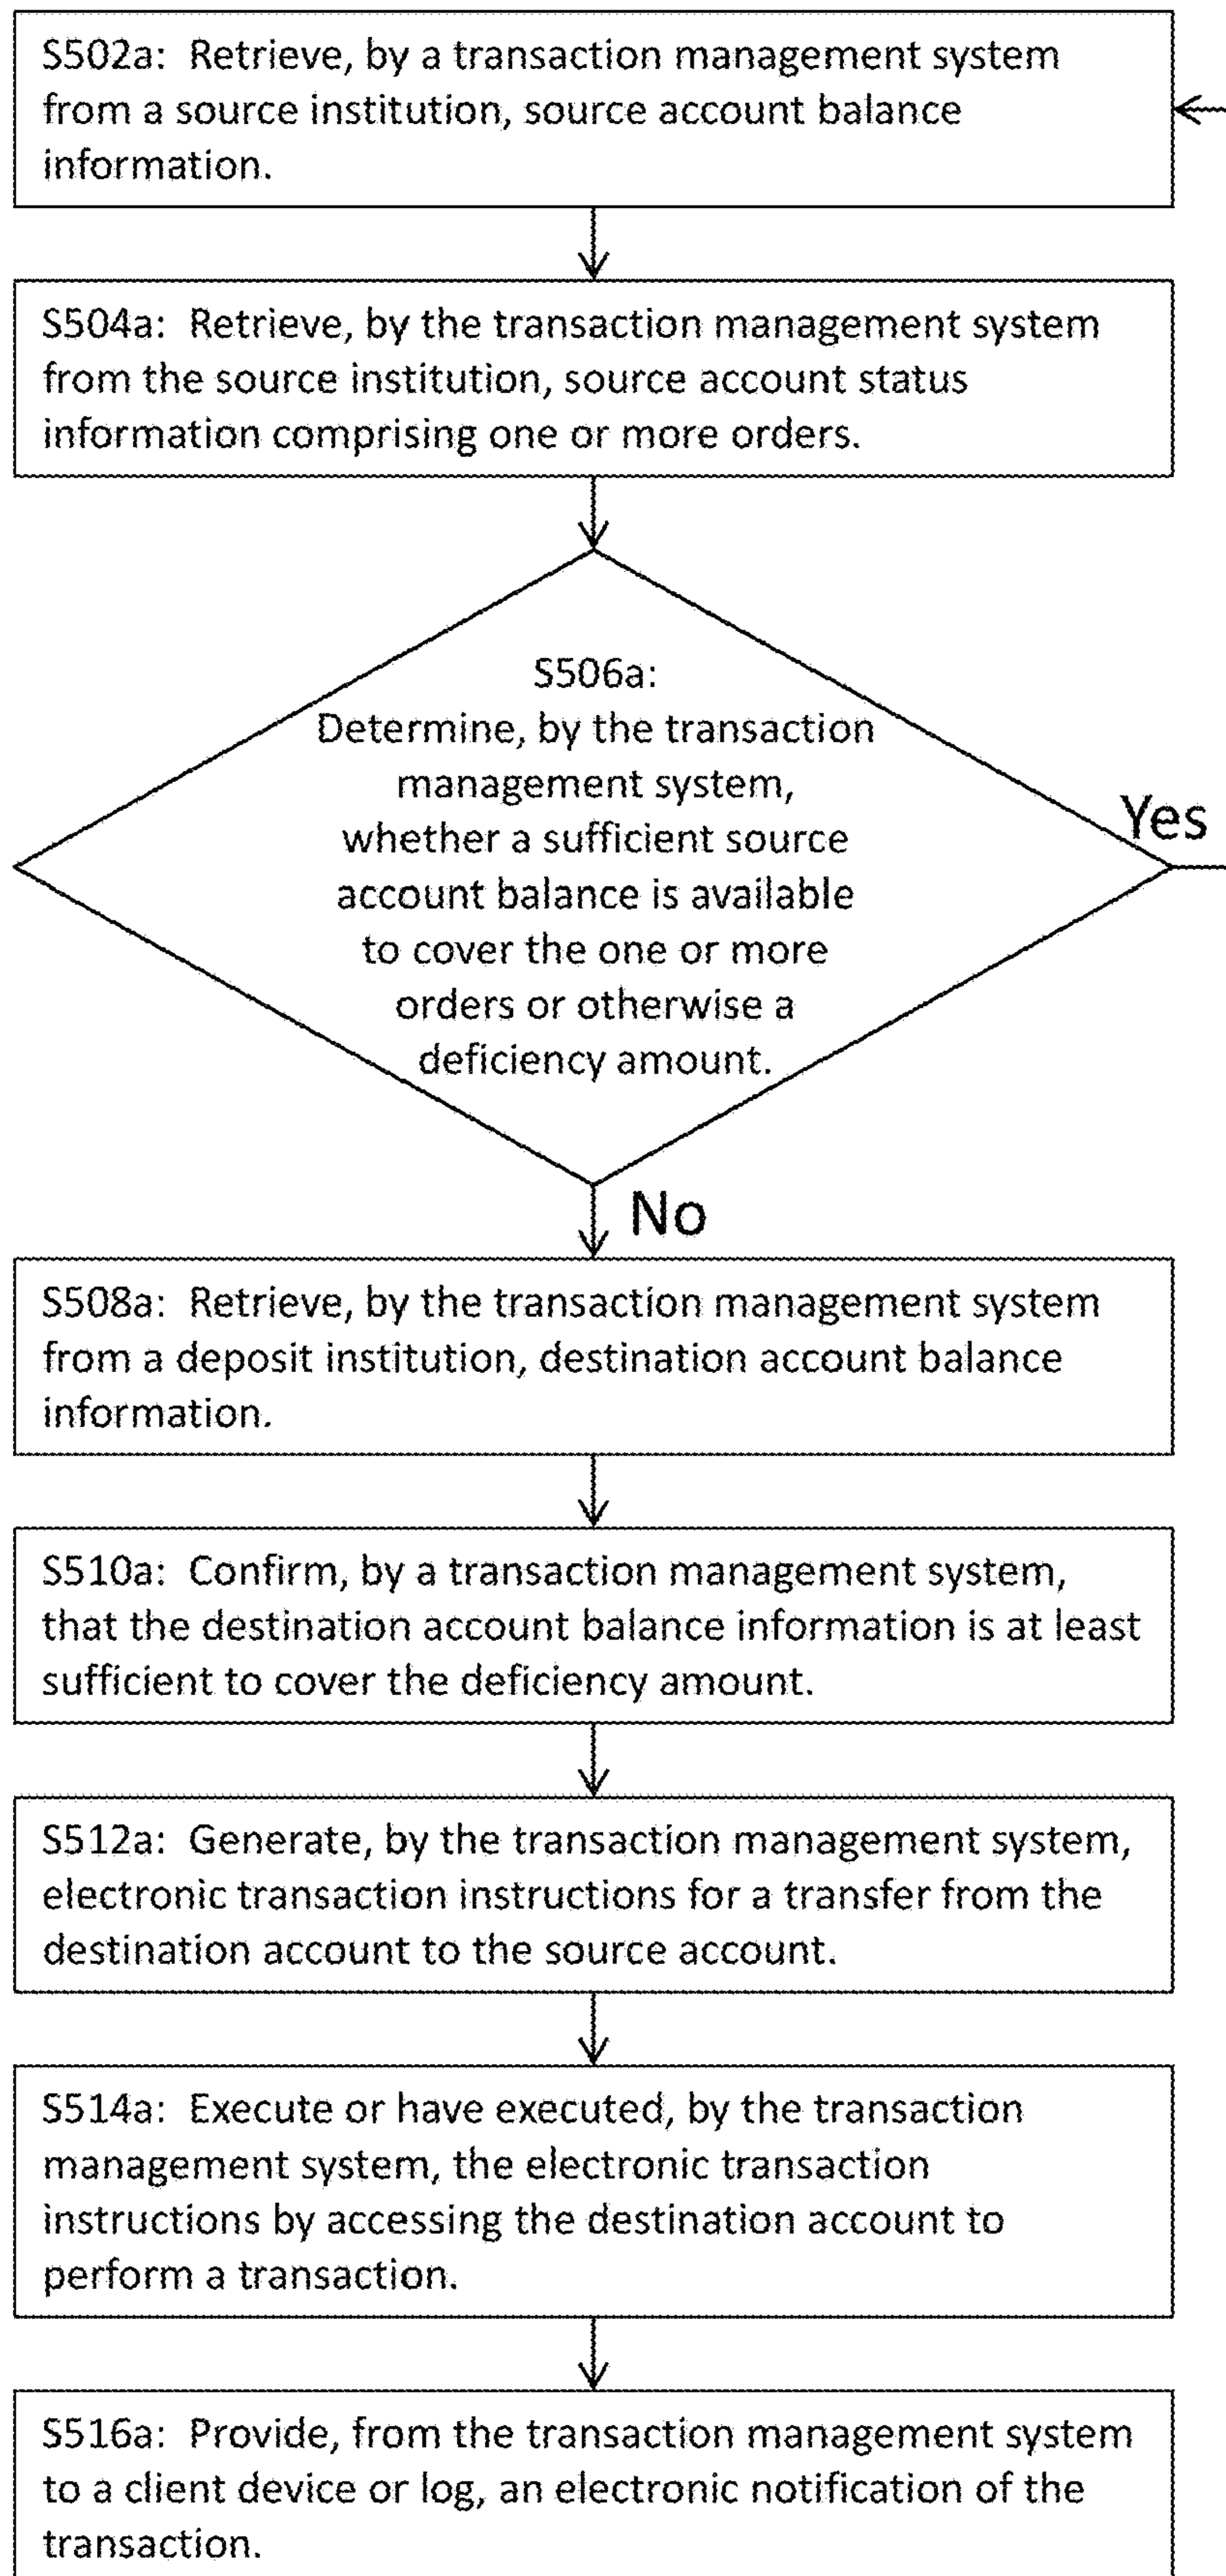 S502a: Retrieve, by a transaction management system
from a source institution, source account balance
information.
S504a: Retrieve, by the transaction management system
from the source institution, source account status
information comprising one or more orders.
S506a:
Determine, by the transaction
management system,
whether a sufficient source
account balance is available
to cover the one or more
orders or otherwise a
deficiency amount.
Yes
No
S508a: Retrieve, by the transaction management system
from a deposit institution, destination account balance
information.
S510a: Confirm, by a transaction management system,
that the destination account balance information is at least
sufficient to cover the deficiency amount.
S512a: Generate, by the transaction management system,
electronic transaction instructions for a transfer from the
destination account to the source account.
S514a: Execute or have executed, by the transaction
management system, the electronic transaction
instructions by accessing the destination account to
perform a transaction.
S516a: Provide, from the transaction management system
to a client device or log, an electronic notification of the
transaction.